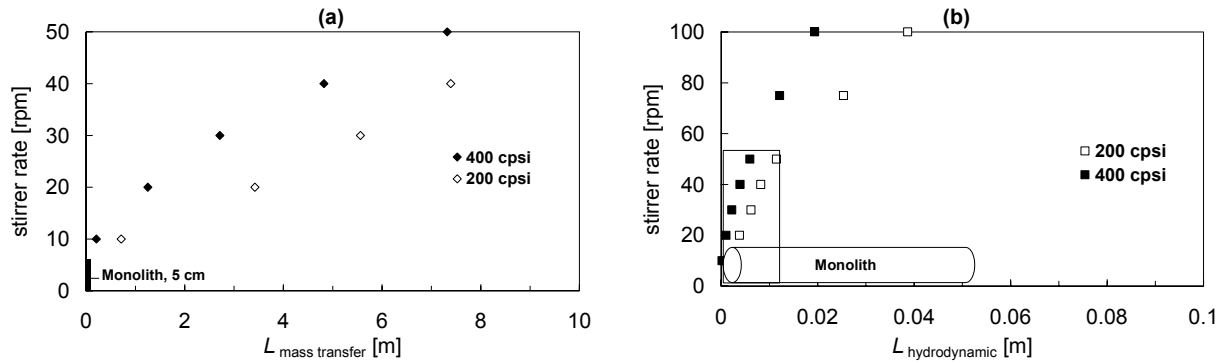 (a)
50
40
30
20
10
0
stirrer rate [rpm]
400 cpsi
200 cpsi
Monolith, 5 cm
0 2 4 6 8 10
L mass transfer [m]
(b)
100
80
60
40
20
0
stirrer rate [rpm]
200 cpsi
400 cpsi
Monolith
0 0.02 0.04 0.06 0.08 0.1
L hydrodynamic [m]